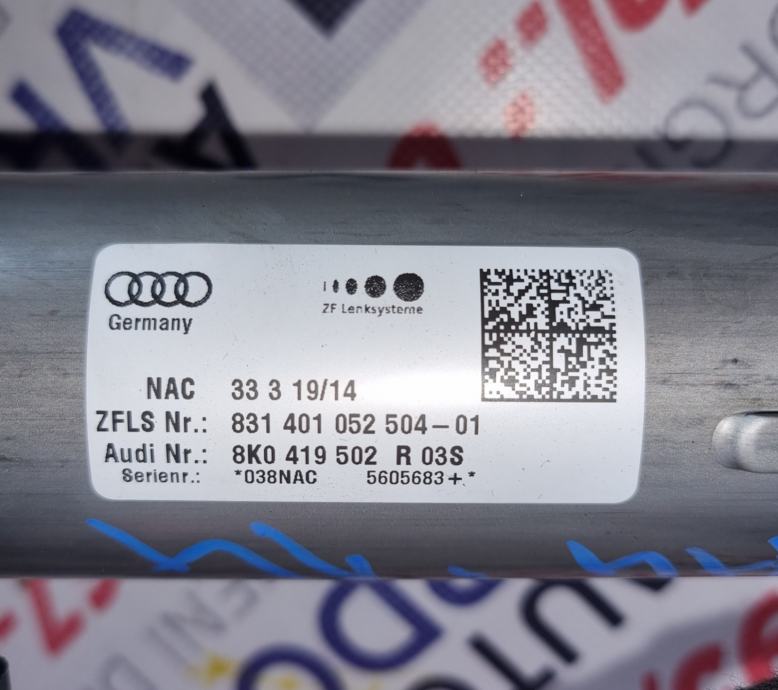 Germany
ZF Lenksysteme
NAC 33 3 19/14
ZFLS Nr.: 831 401 052 504-01
Audi Nr.: 8K0 419 502 R 03S
Serienr.: *038NAC 5605683+*